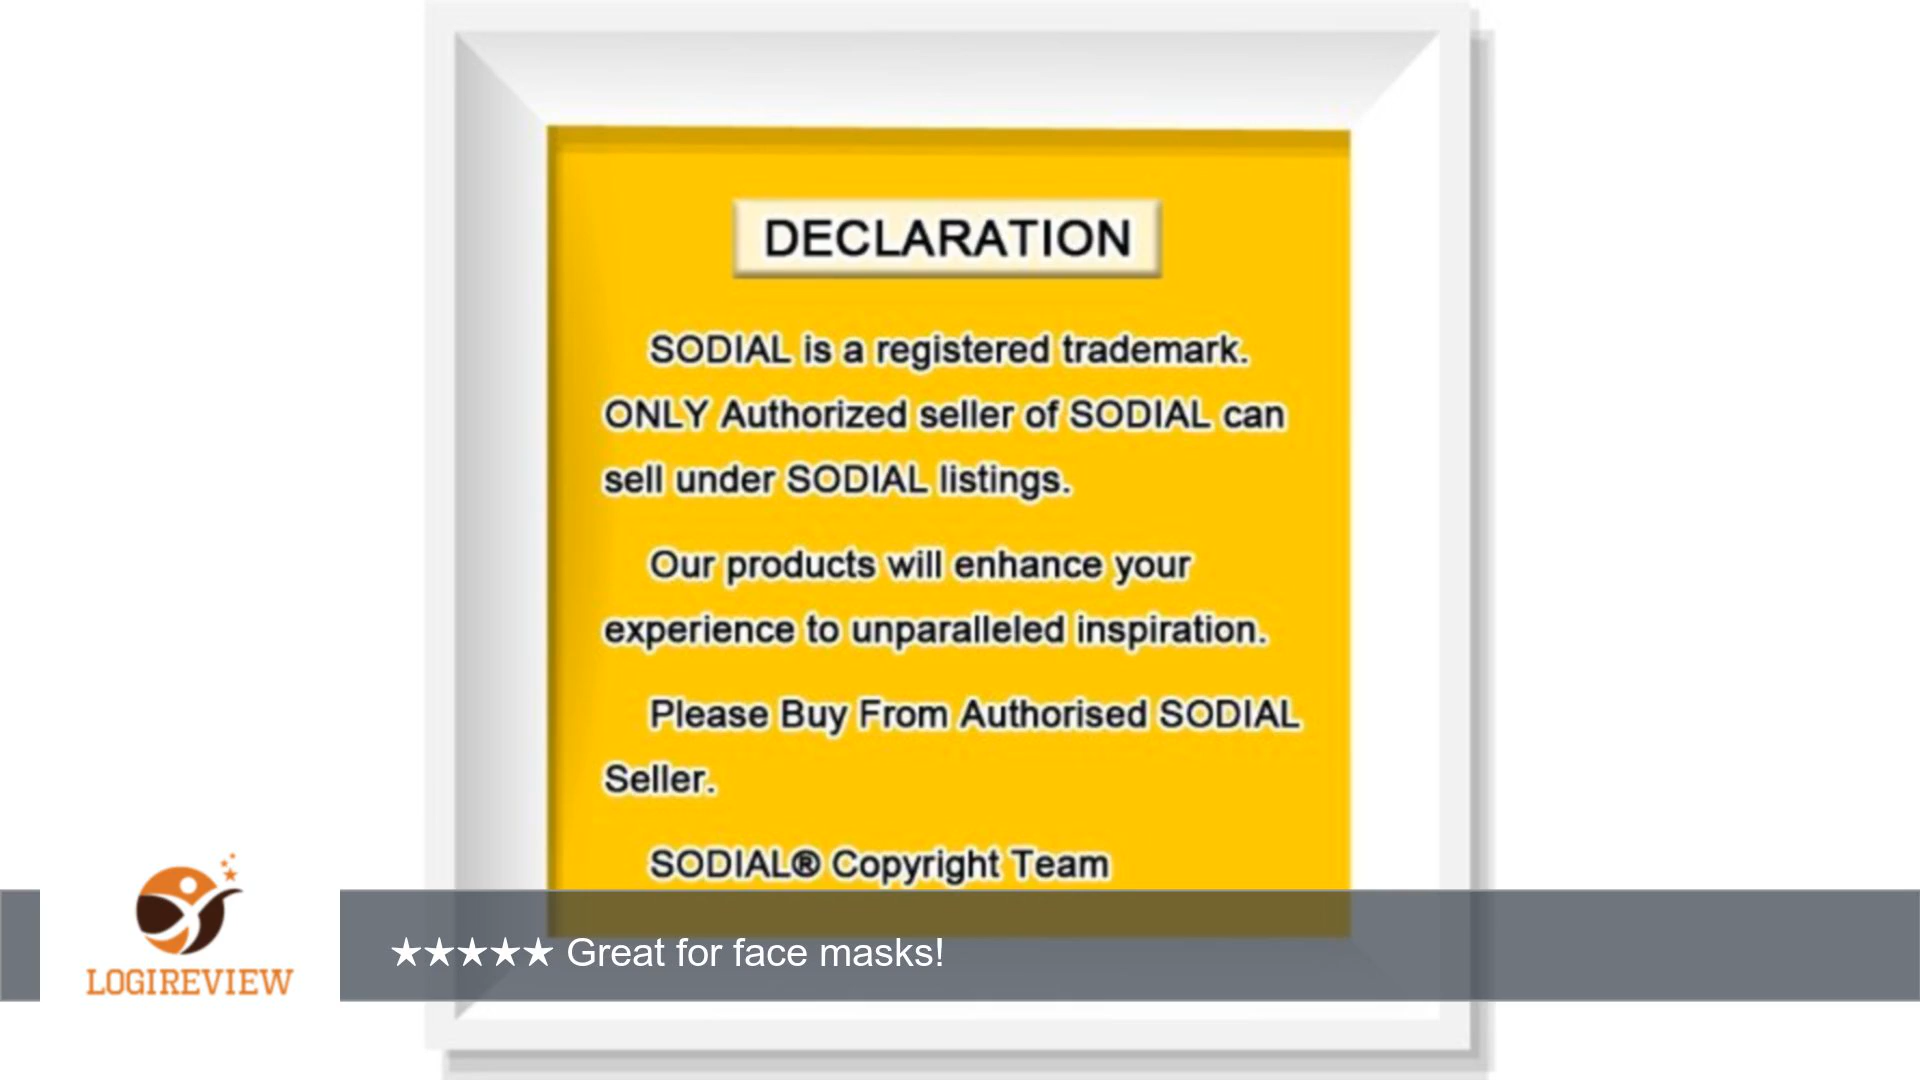 DECLARATION
SODIAL is a registered trademark.
ONLY Authorized seller of SODIAL can
sell under SODIAL listings.
Our products will enhance your
experience to unparalleled inspiration.
Please Buy From Authorised SODIAL
Seller.
SODIAL® Copyright Team
★★★★★ Great for face masks!
LOGIREVIEW